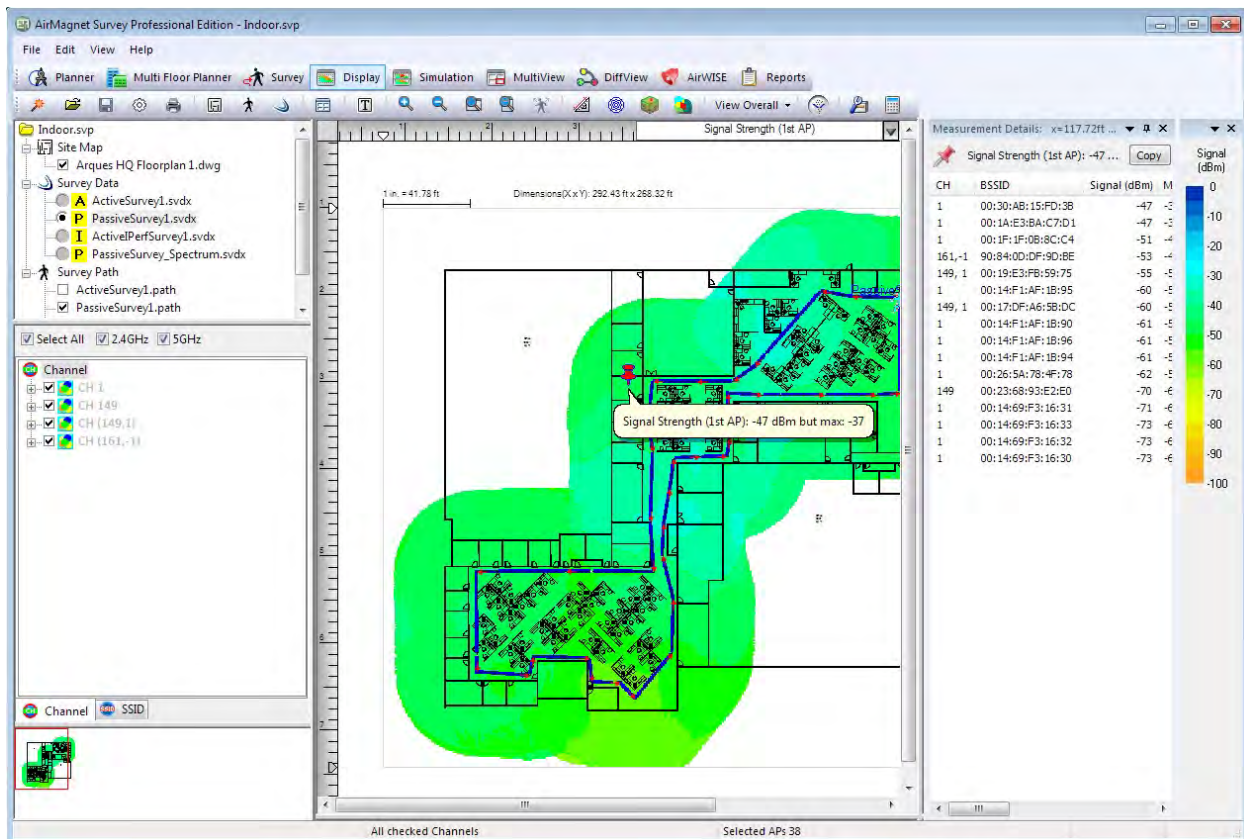 AirMagnet Survey Professional Edition - Indoor.svp
File Edit View Help
Planner Multi Floor Planner Survey Display Simulation MultiView DiffView AirWISE Reports
View Overall
Indoor.svp
Site Map
Arques HQ Floorplan 1.dwg
Survey Data
A ActiveSurvey1.svdx
P PassiveSurvey1.svdx
I ActiveIPerfSurvey1.svdx
P PassiveSurvey_Spectrum.svdx
Survey Path
ActiveSurvey1.path
PassiveSurvey1.path
Select All 2.4GHz 5GHz
Channel
CH 1
CH 149
CH (149,1)
CH (161,-1)
Channel SSID
Signal Strength (1st AP)
1 in. = 41.78 ft Dimensions(X x Y): 292.43 ft x 268.32 ft
Signal Strength (1st AP): -47 dBm but max: -37
Measurement Details: x=117.72ft ...
Signal Strength (1st AP): -47 ... Copy
CH BSSID Signal (dBm) M
1 00:30:AB:15:FD:3B -47
1 00:1A:E3:BA:C7:D1 -47
1 00:1F:1F:0B:8C:C4 -51
161,-1 90:84:0D:DF:9D:BE -53
149, 1 00:19:E3:FB:59:75 -55
1 00:14:F1:AF:1B:95 -60
149, 1 00:17:DF:A6:5B:DC -60
1 00:14:F1:AF:1B:90 -61
1 00:14:F1:AF:1B:96 -61
1 00:14:F1:AF:1B:94 -61
1 00:26:5A:78:4F:78 -62
149 00:23:68:93:E2:E0 -70
1 00:14:69:F3:16:31 -71
1 00:14:69:F3:16:33 -73
1 00:14:69:F3:16:32 -73
1 00:14:69:F3:16:30 -73
Signal
(dBm)
0
-10
-20
-30
-40
-50
-60
-70
-80
-90
-100
All checked Channels Selected APs 38